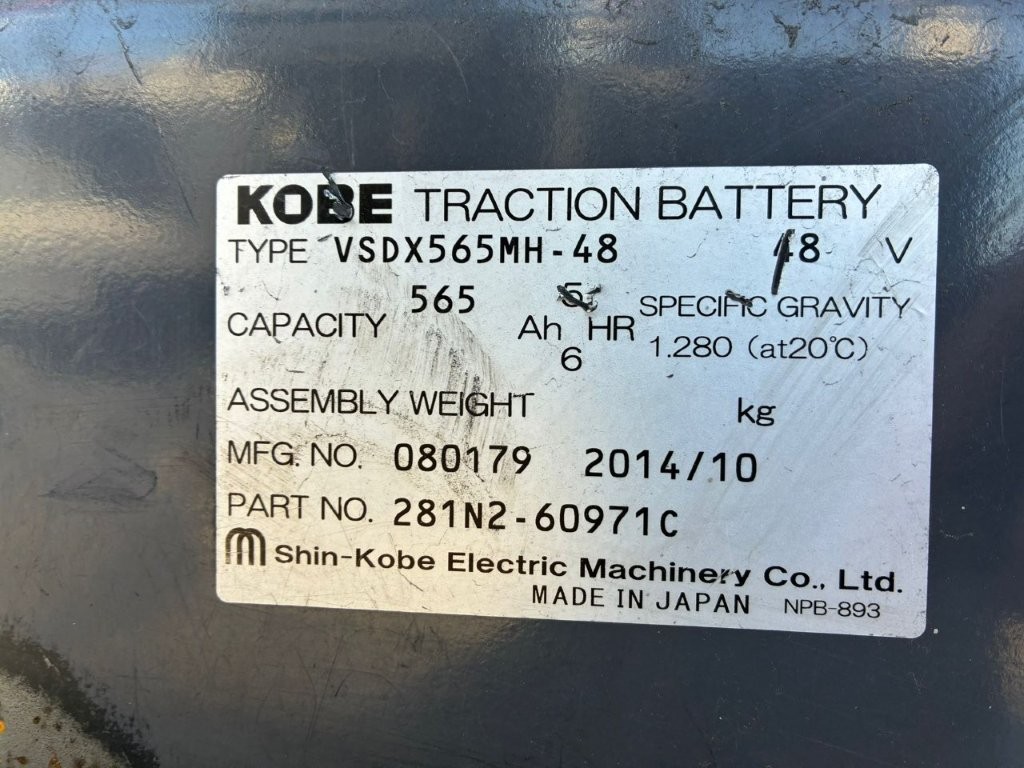 KOBE TRACTION BATTERY
TYPE VSDX565MH-48 48 V
CAPACITY 565 Ah 5 HR SPECIFIC GRAVITY
6 1.280 (at20℃)
ASSEMBLY WEIGHT kg
MFG. NO. 080179 2014/10
PART NO. 281N2-60971C
Shin-Kobe Electric Machinery Co., Ltd.
MADE IN JAPAN NPB-893